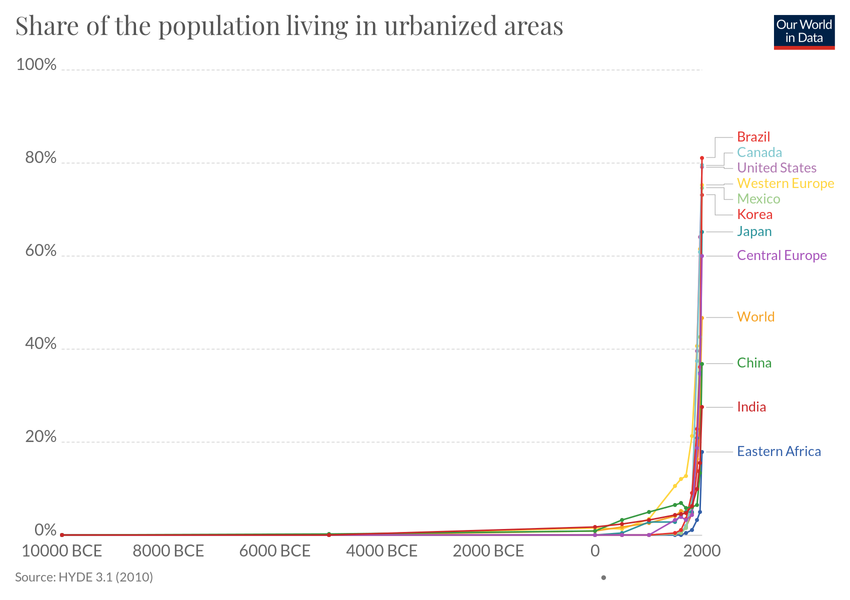 Share of the population living in urbanized areas
Our World
in Data
100%
80%
60%
40%
20%
0%
Brazil
Canada
United States
Western Europe
Mexico
Korea
Japan
Central Europe
World
China
India
Eastern Africa
10000 BCE
8000 BCE
6000 BCE
4000 BCE
2000 BCE
0
2000
Source: HYDE 3.1 (2010)